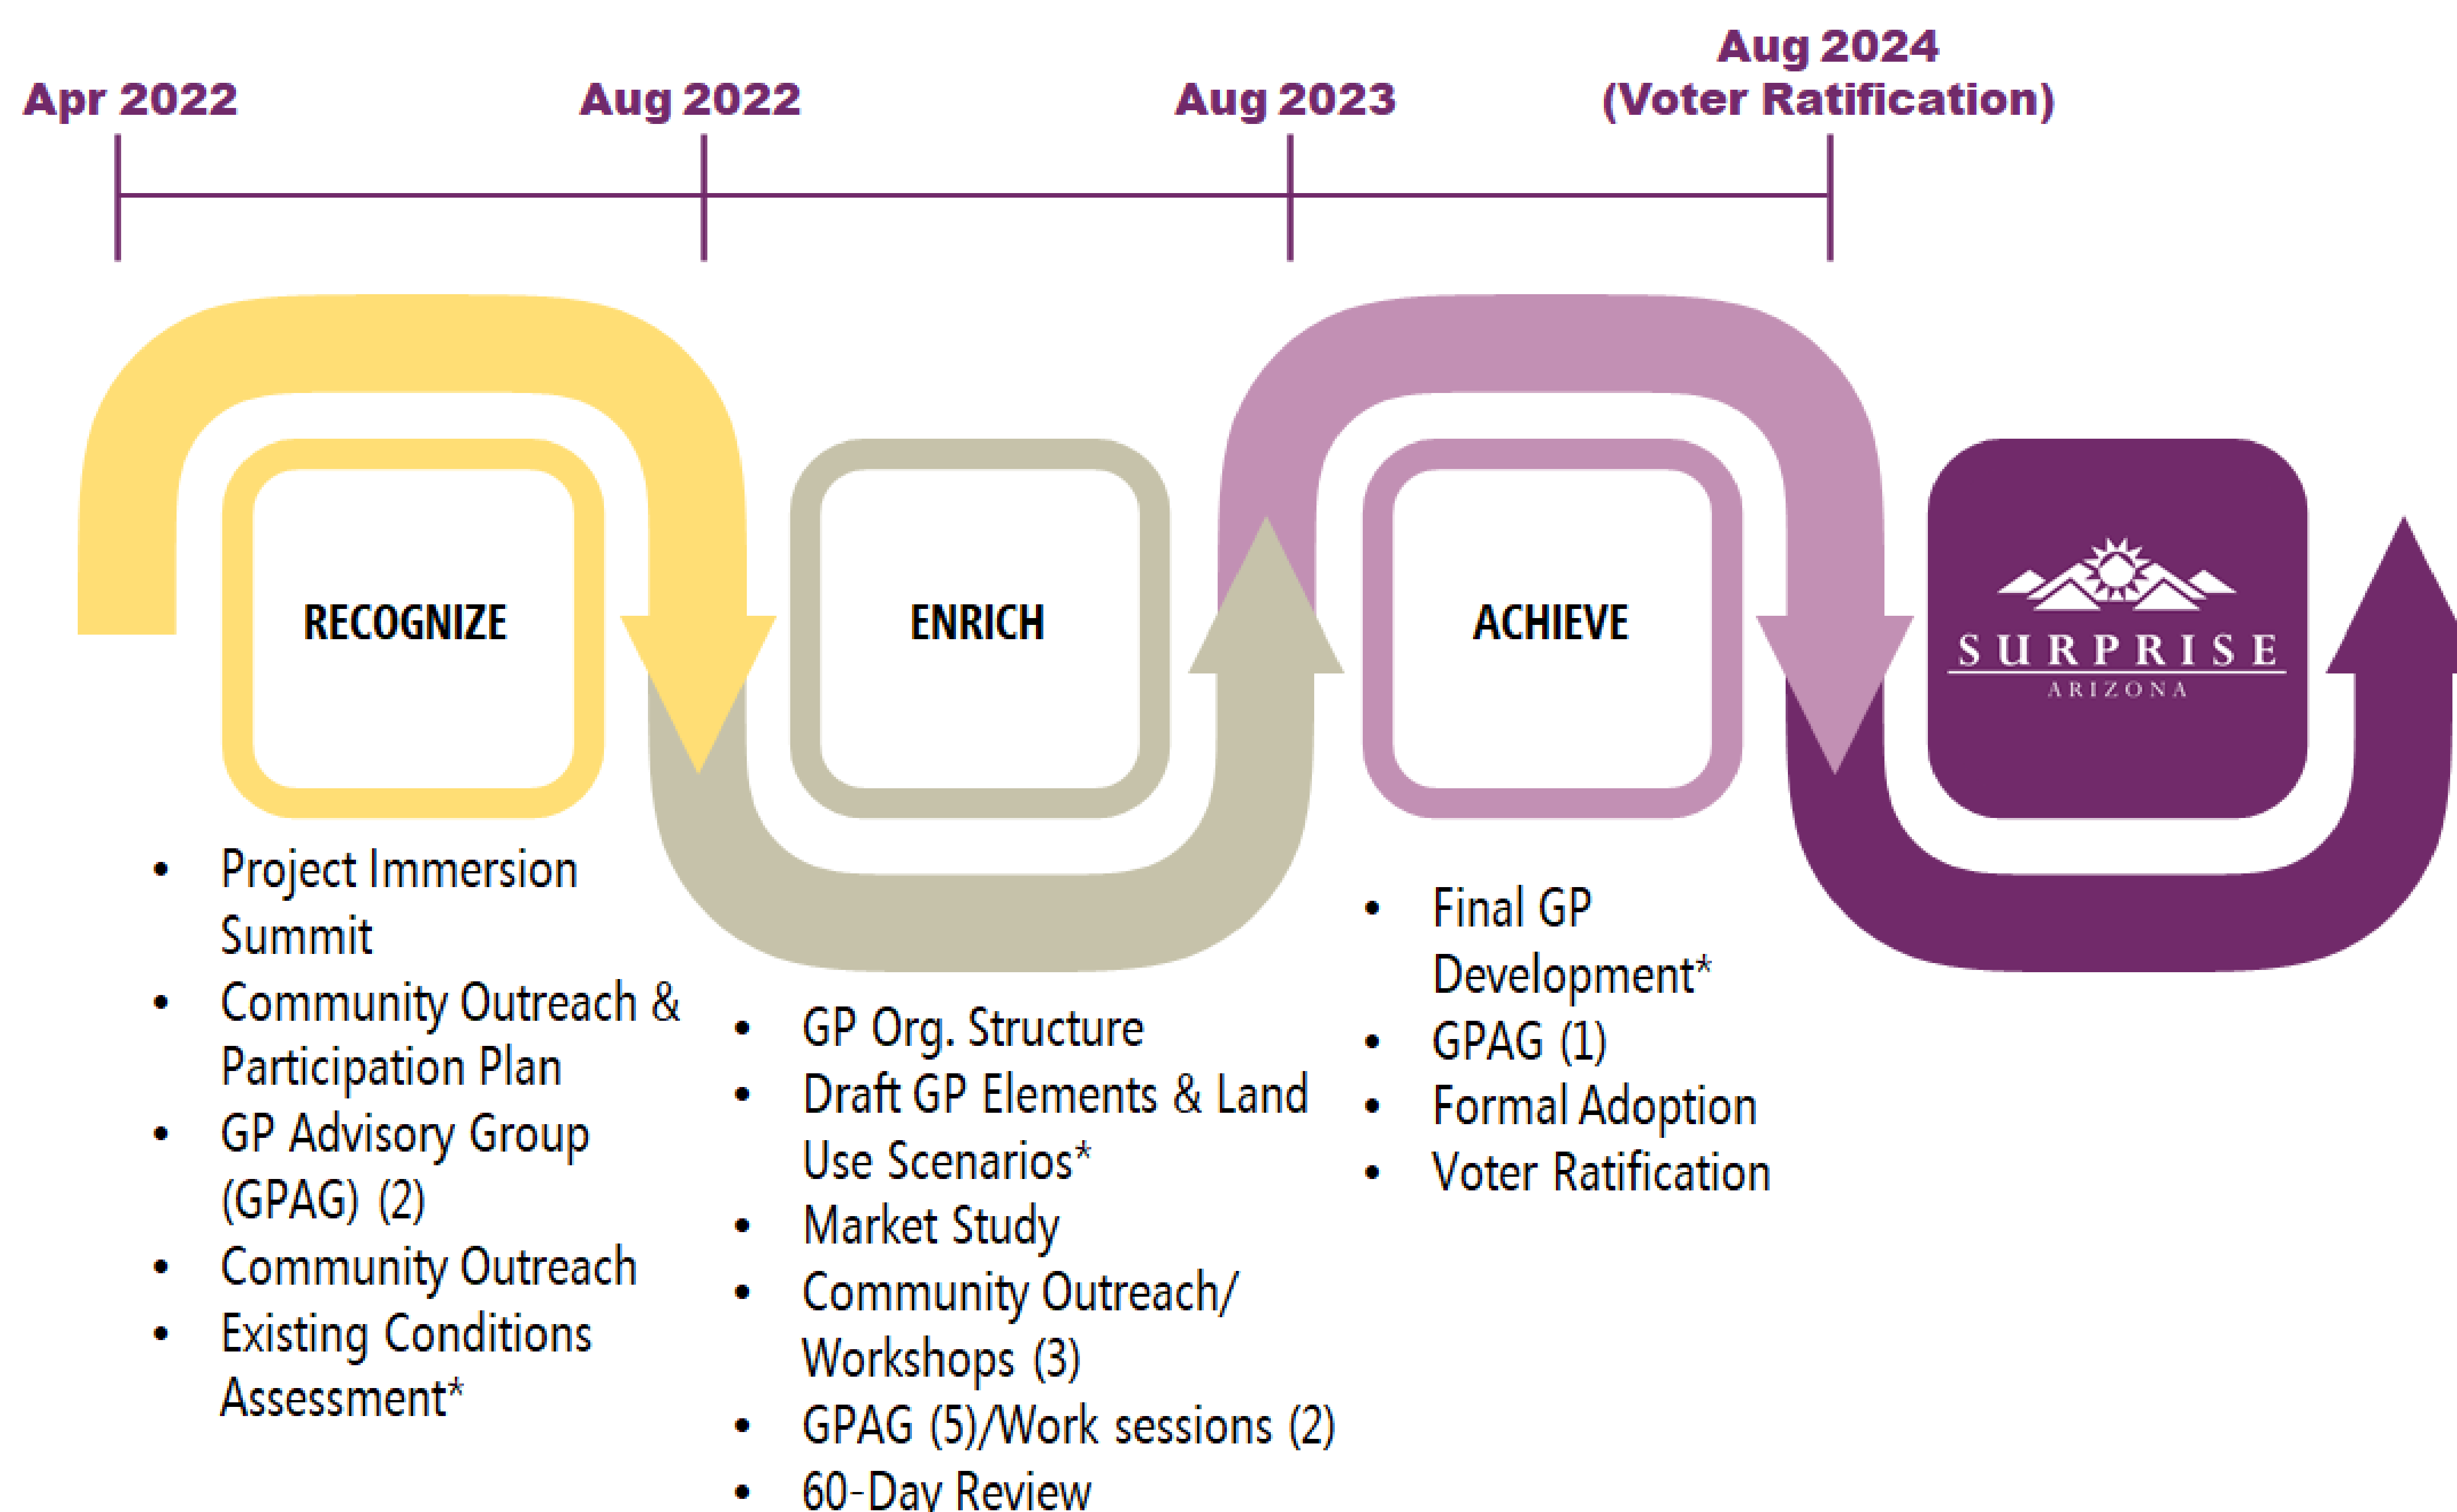 Apr 2022
Aug 2022
Aug 2023
Aug 2024
(Voter Ratification)
RECOGNIZE
ENRICH
ACHIEVE
SURPRISE
ARIZONA
• Project Immersion
Summit
• Community Outreach &
Participation Plan
• GP Advisory Group
(GPAG) (2)
• Community Outreach
• Existing Conditions
Assessment*
• GP Org. Structure
• Draft GP Elements & Land
Use Scenarios*
• Market Study
• Community Outreach/
Workshops (3)
• GPAG (5)/Work sessions (2)
• 60-Day Review
• Final GP
Development*
• GPAG (1)
• Formal Adoption
• Voter Ratification